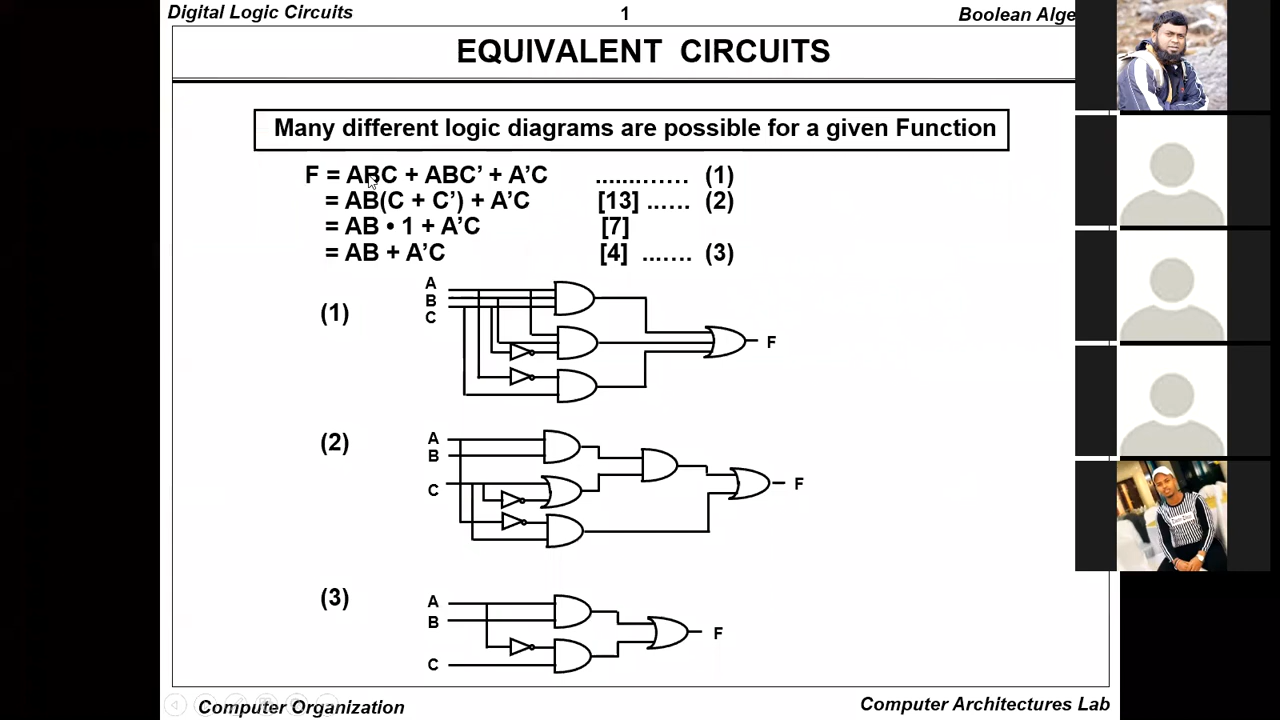 Digital Logic Circuits 1 Boolean Alge
EQUIVALENT CIRCUITS
Many different logic diagrams are possible for a given Function
F = ABC + ABC’ + A’C ............. (1)
= AB(C + C’) + A’C [13] ...... (2)
= AB • 1 + A’C [7]
= AB + A’C [4] ....... (3)
(1)
A
B
C
F
(2)
A
B
C
F
(3)
A
B
C
F
Computer Organization Computer Architectures Lab